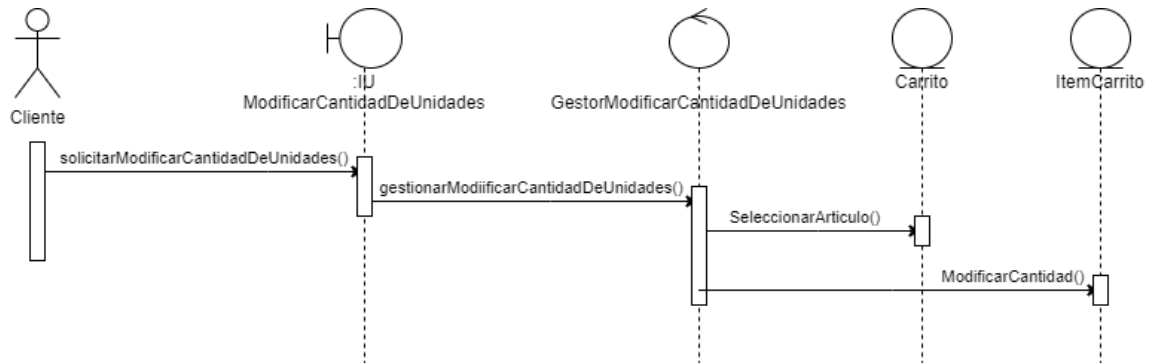 :IU
ModificarCantidadDeUnidades
GestorModificarCantidadDeUnidades
Carrito
ItemCarrito
Cliente
solicitarModificarCantidadDeUnidades()
gestionarModiificarCantidadDeUnidades()
SeleccionarArticulo()
ModificarCantidad()